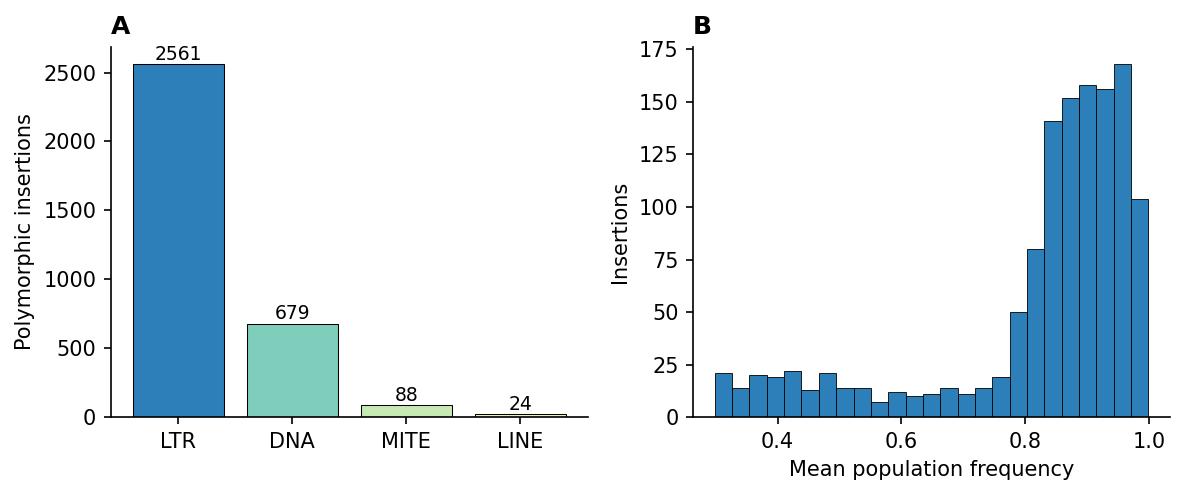 A
Polymorphic insertions
2500
2000
1500
1000
500
0
2561
679
88
24
LTR DNA MITE LINE
B
Insertions
175
150
125
100
75
50
25
0
0.4 0.6 0.8 1.0
Mean population frequency